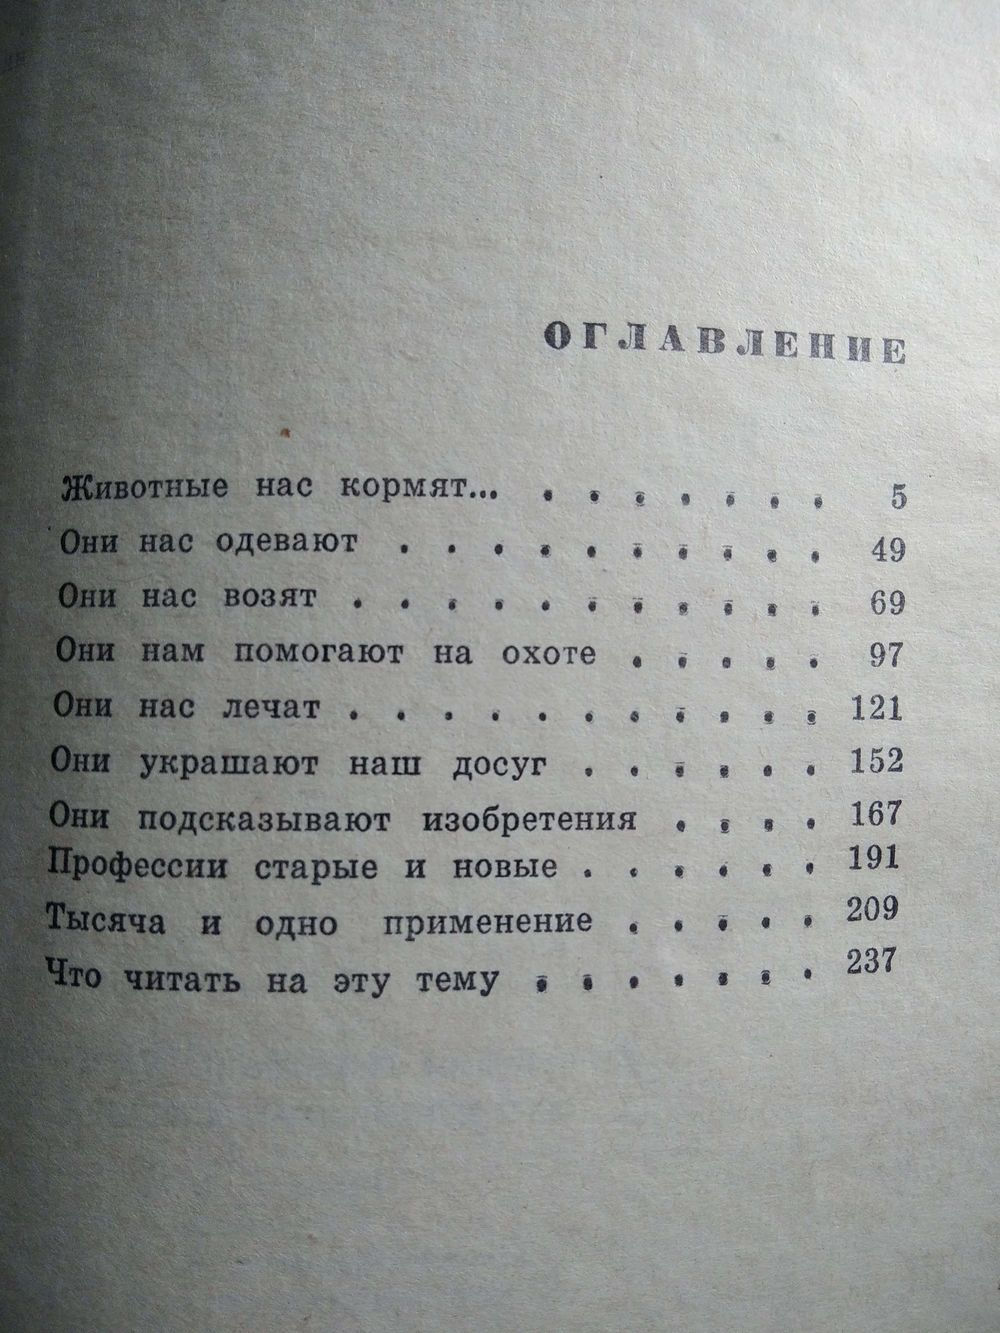 ОГЛАВЛЕНИЕ
Животные нас кормят... . . . . . . . 5
Они нас одевают . . . . . . . . . . 49
Они нас возят . . . . . . . . . . . 69
Они нам помогают на охоте . . . . . 97
Они нас лечат . . . . . . . . . . . 121
Они украшают наш досуг . . . . . . 152
Они подсказывают изобретения . . . . 167
Профессии старые и новые . . . . . . 191
Тысяча и одно применение . . . . . 209
Что читать на эту тему . . . . . . . 237